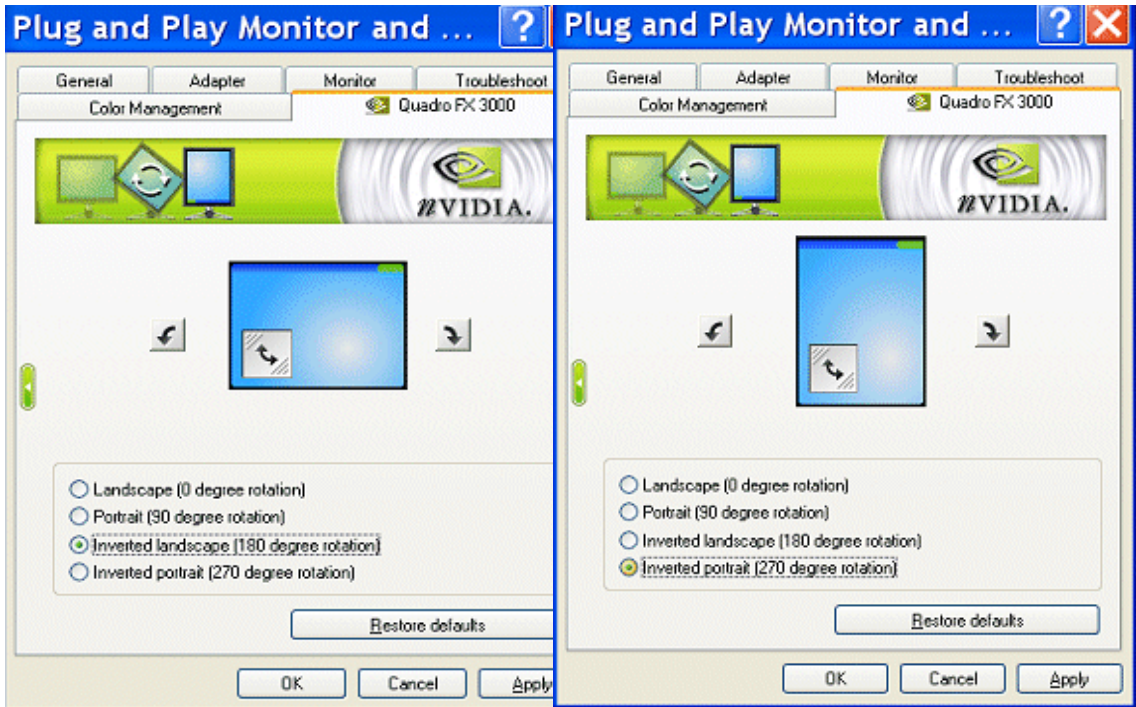 Plug and Play Monitor and ...
General Adapter Monitor Troubleshoot
Color Management Quadro FX 3000
nVIDIA.
Landscape (0 degree rotation)
Portrait (90 degree rotation)
Inverted landscape (180 degree rotation)
Inverted portrait (270 degree rotation)
Restore defaults
OK Cancel Apply
Plug and Play Monitor and ...
General Adapter Monitor Troubleshoot
Color Management Quadro FX 3000
nVIDIA.
Landscape (0 degree rotation)
Portrait (90 degree rotation)
Inverted landscape (180 degree rotation)
Inverted portrait (270 degree rotation)
Restore defaults
OK Cancel Apply